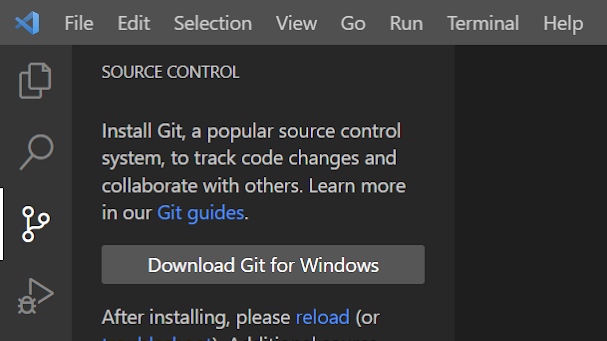 File Edit Selection View Go Run Terminal Help
SOURCE CONTROL
Install Git, a popular source control
system, to track code changes and
collaborate with others. Learn more
in our Git guides.
Download Git for Windows
After installing, please reload (or